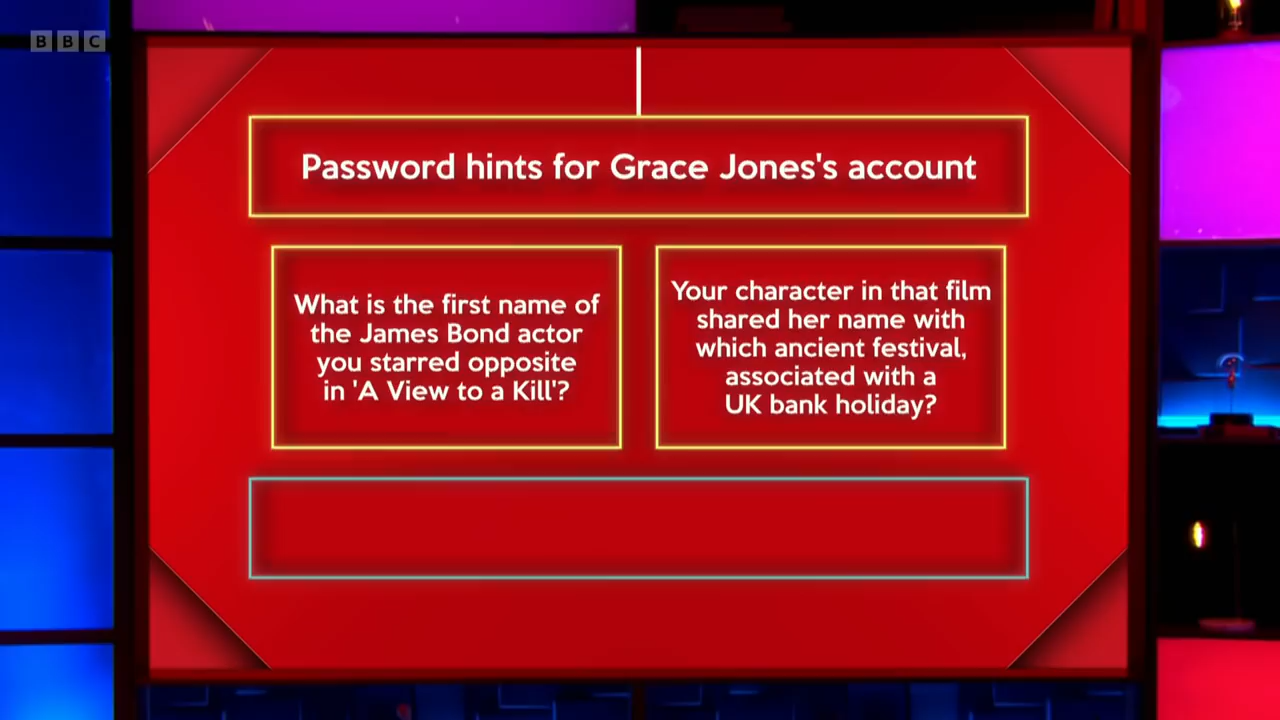 BBC
Password hints for Grace Jones's account
What is the first name of
the James Bond actor
you starred opposite
in 'A View to a Kill'?
Your character in that film
shared her name with
which ancient festival,
associated with a
UK bank holiday?